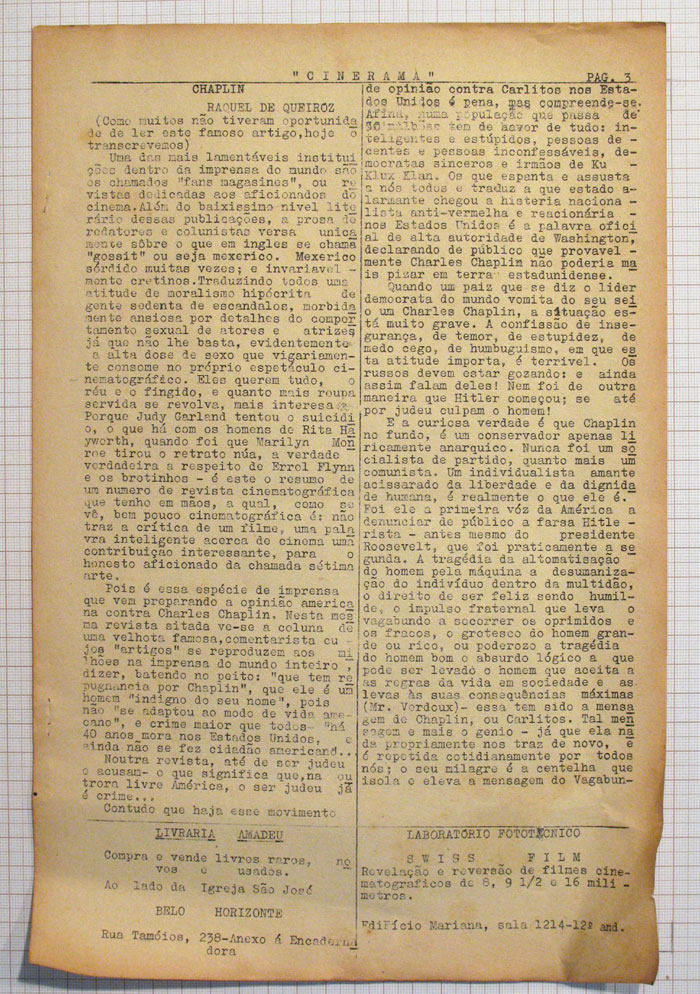 "CINERAMA" PAG. 3
CHAPLIN
RAQUEL DE QUEIROZ
(Como muitos não tiveram oportunida
de de ler este famoso artigo,hoje o
transcrevemos)
Uma das mais lamentáveis institui
ções dentro da imprensa do mundo são
os chamados "fans magasines", ou re
vistas dedicadas aos aficionados do
cinema.Além do baixissimo nivel lite
rário dessas publicações, a prosa de
redatores e colunistas versa unica
mente sôbre o que em ingles se chama
"gossit" ou seja mexerico. Mexerico
sórdido muitas vezes; e invariavel -
mente cretinos.Traduzindo todos uma
atitude de moralismo hipócrita de
gente sedenta de escandalos, morbida
mente ansiosa por detalhes do compor
tamento sexual de atores e atrizes
já que não lhe basta, evidentemente
a alta dose de sexo que vigariamen-
te consome no próprio espetáculo ci-
nematográfico. Eles querem tudo, o
réu e o fingido, e quanto mais roupa
servida se revolva, mais interesa
Porque Judy Garland tentou o suicidi
o, o que há com os homens de Rita Ha
yworth, quando foi que Marilyn Mon
roe tirou o retrato núa, a verdade
verdadeira a respeito de Errol Flynn
e os brotinhos - é este o resumo de
um numero de revista cinematográfica
que tenho em mãos, a qual, como se
vê, bem pouco cinematográfica é: não
traz a crítica de um filme, uma pala
vra inteligente acerca de cinema uma
contribuição interessante, para o
honesto aficionado da chamada sétima
arte.
Pois é essa espécie de imprensa
que vem preparando a opinião america
na contra Charles Chaplin. Nesta mes
ma revista sitada ve-se a coluna de
uma velhota famosa,comentarista cu -
jos "artigos" se reproduzem aos mi
lhões na imprensa do mundo inteiro
dizer, batendo no peito: "que tem re
pugnancia por Chaplin", que ele é um
homem "indigno do seu nome", pois
não "se adaptou ao modo de vida ame-
cano", e crime maior que todos- "há
40 anos mora nos Estados Unidos, e
ainda não se fez cidadão americand...
Noutra revista, até de ser judeu
o acusam- o que significa que,na ou
trora livre América, o ser judeu já
é crime...
Contudo que haja esse movimento
LIVRARIA AMADEU
Compra e vende livros raros, no
vos e usados.
Ao lado da Igreja São José
BELO HORIZONTE
Rua Tamóios, 238-Anexo á Encaderna
dora
de opinião contra Carlitos nos Esta-
dos Unidos é pena, mas compreende-se.
Afina, numa população que passa de
tem de haver de tudo: in-
teligentes e estúpidos, pessoas de-
centes e pessoas inconfessáveis, de-
mocratas sinceros e irmãos de Ku -
Klux Klan. Os que espanta e assusta
a nós todos e traduz a que estado a-
larmante chegou a histeria naciona -
lista anti-vermelha e reacionária -
nos Estados Unidos é a palavra ofici
al de alta autoridade de Washington,
declarando de público que provavel -
mente Charles Chaplin não poderia ma
is pizar em terra estadunidense.
Quando um paiz que se diz o lider
democrata do mundo vomita do seu sei
o um Charles Chaplin, a situação es-
tá muito grave. A confissão de inse-
gurança, de temor, de estupidez, de
medo cego, de humbuguismo, em que es
ta atitude importa, é terrivel. Os
russos devem estar gozando: e ainda
assim falam deles! Nem foi de outra
maneira que Hitler começou; se até
por judeu culpam o homem!
E a curiosa verdade é que Chaplin
no fundo, é um conservador apenas li
ricamente anarquico. Nunca foi um so
cialista de partido, quanto mais um
comunista. Um individualista amante
acissarado da liberdade e da dignida
de humana, é realmente o que ele é.
Foi ele a primeira vóz da América a
denunciar de público a farsa Hitle -
rista - antes mesmo do presidente
Roosevelt, que foi praticamente a se
gunda. A tragédia da altomatisação
do homem pela máquina a desumaniza-
ção do indivíduo dentro da multidão,
o direito de ser feliz sendo humil-
de, o impulso fraternal que leva o
vagabundo a socorrer os oprimidos e
os fracos, o grotesco do homem gran-
de ou rico, ou poderozo a tragédia
do homem bom o absurdo lógico a que
pode ser levado o homem que aceita a
as regras da vida em sociedade e as
levas às suas consequências máximas
(Mr. Verdoux)- essa tem sido a mensa
gem de Chaplin, ou Carlitos. Tal men
sagem e mais o genio - já que ela na
da propriamente nos traz de novo, e
é repetida cotidianamente por todos
nós; o seu milagre é a centelha que
isola e eleva a mensagem do Vagabun-
LABORATORIO FOTOTÉCNICO
SWISS FILM
Revelação e reversão de filmes cine-
matograficos de 8, 9 1/2 e 16 mili -
metros.
Edifício Mariana, sala 1214-12º and.